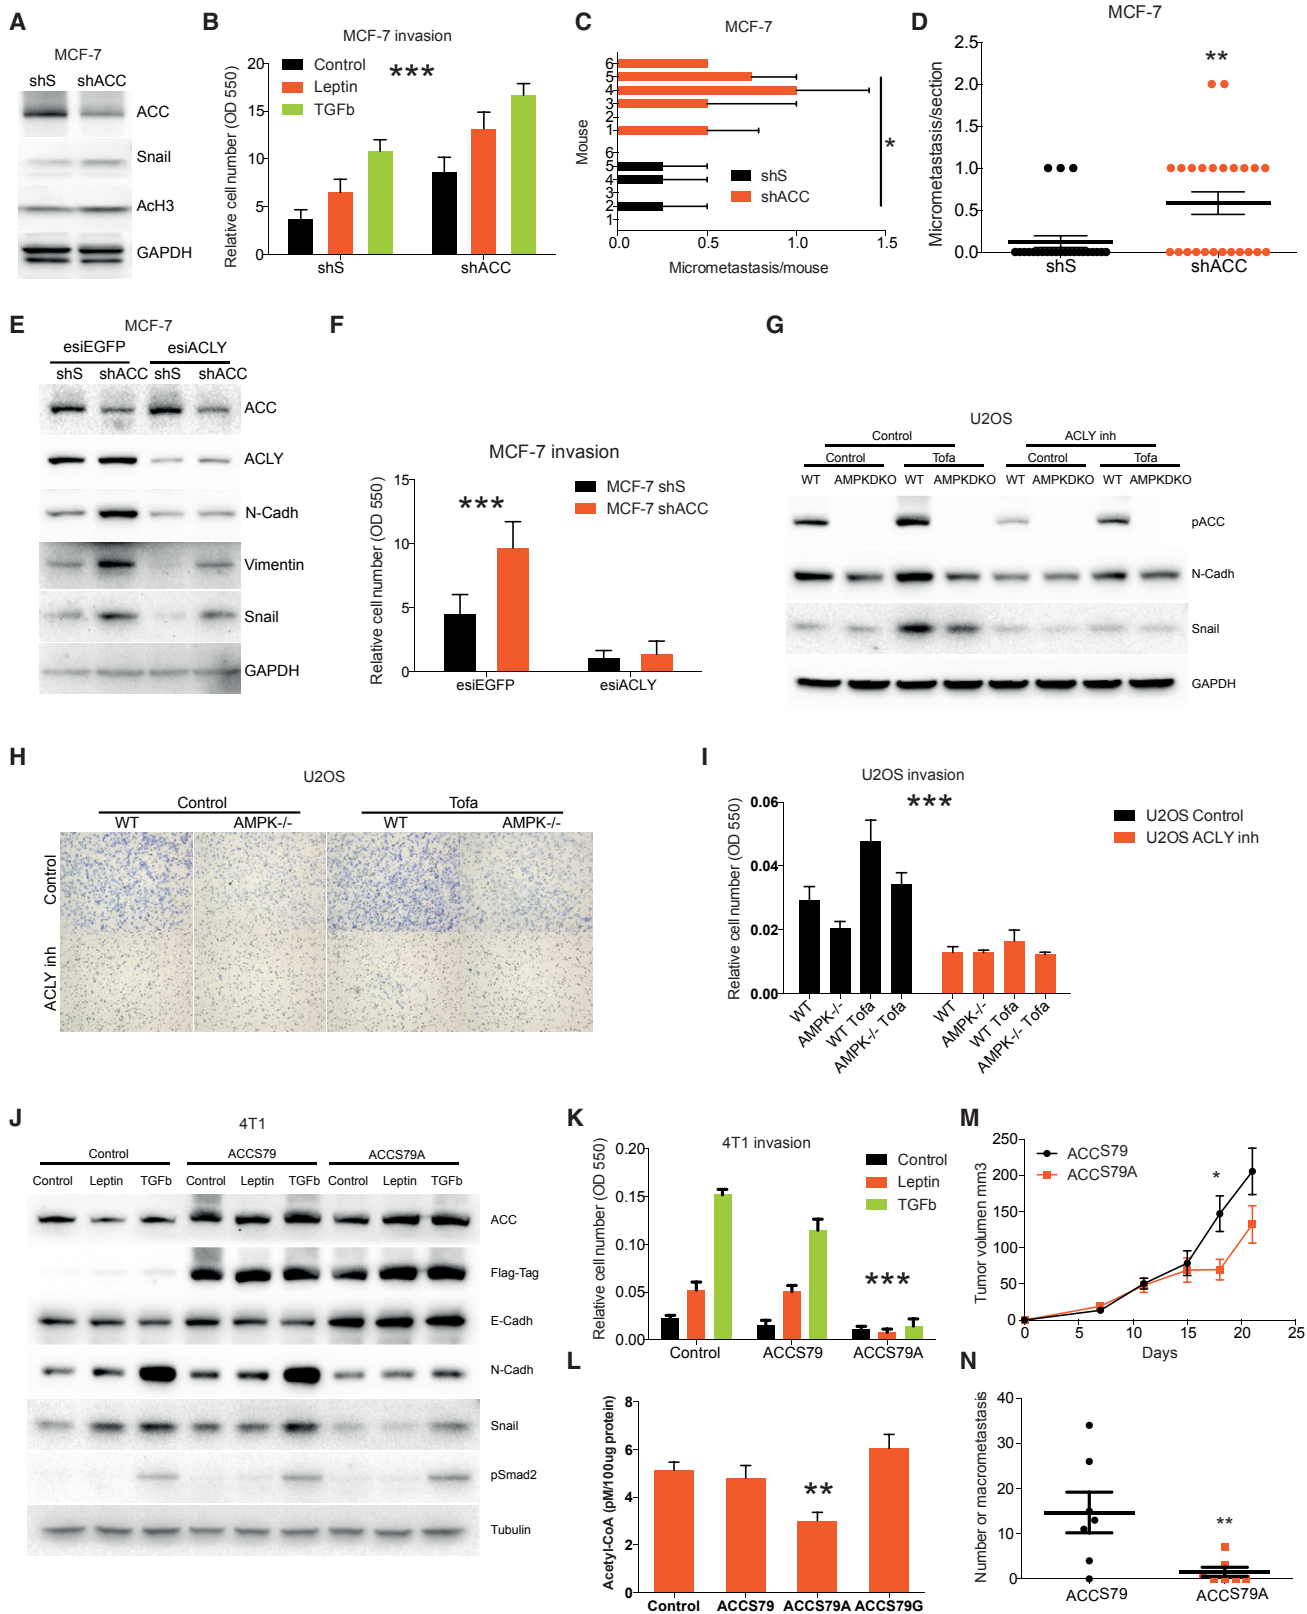 A
MCF-7
shS shACC
ACC
Snail
AcH3
GAPDH
B
MCF-7 invasion
Relative cell number (OD 550)
20
15
10
5
0
Control
Leptin
TGFb
***
shS shACC
C
MCF-7
Mouse
6
5
4
3
2
1
6
5
4
3
2
1
shS
shACC
*
0.0 0.5 1.0 1.5
Micrometastasis/mouse
D
MCF-7
Micrometastasis/section
2.5
2.0
1.5
1.0
0.5
0.0
**
shS shACC
E
MCF-7
esiEGFP esiACLY
shS shACC shS shACC
ACC
ACLY
N-Cadh
Vimentin
Snail
GAPDH
F
MCF-7 invasion
Relative cell number (OD 550)
15
10
5
0
***
MCF-7 shS
MCF-7 shACC
esiEGFP esiACLY
G
U2OS
Control ACLY inh
Control Tofa Control Tofa
WT AMPKDKO WT AMPKDKO WT AMPKDKO WT AMPKDKO
pACC
N-Cadh
Snail
GAPDH
H
U2OS
Control Tofa
WT AMPK-/- WT AMPK-/-
Control
ACLY inh
I
U2OS invasion
Relative cell number (OD 550)
0.06
0.04
0.02
0.00
***
U2OS Control
U2OS ACLY inh
WT AMPK-/- WT Tofa AMPK-/- Tofa WT AMPK-/- WT Tofa AMPK-/- Tofa
J
4T1
Control ACCS79 ACCS79A
Control Leptin TGFb Control Leptin TGFb Control Leptin TGFb
ACC
Flag-Tag
E-Cadh
N-Cadh
Snail
pSmad2
Tubulin
K
4T1 invasion
Relative cell number (OD 550)
0.20
0.15
0.10
0.05
0.00
Control
Leptin
TGFb
***
Control ACCS79 ACCS79A
L
Acetyl-CoA (pM/100ug protein)
8
6
4
2
0
**
Control ACCS79 ACCS79A ACCS79G
M
Tumor volumen mm3
250
200
150
100
50
0
ACCS79
ACCS79A
*
0 5 10 15 20 25
Days
N
Number or macrometastasis
40
30
20
10
0
**
ACCS79 ACCS79A